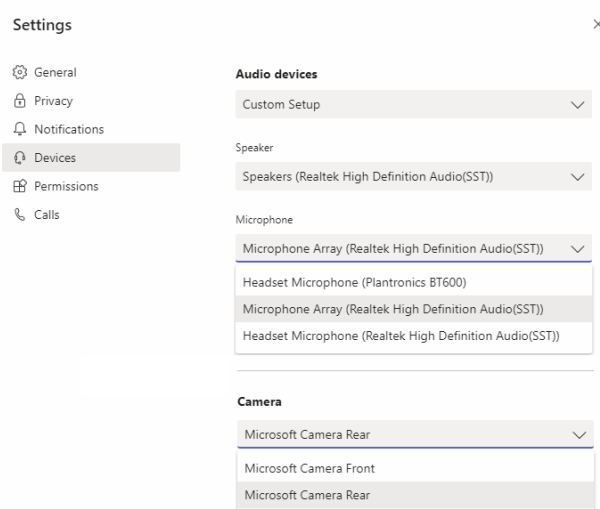 Settings
General
Privacy
Notifications
Devices
Permissions
Calls
Audio devices
Custom Setup
Speaker
Speakers (Realtek High Definition Audio(SST))
Microphone
Microphone Array (Realtek High Definition Audio(SST))
Headset Microphone (Plantronics BT600)
Microphone Array (Realtek High Definition Audio(SST))
Headset Microphone (Realtek High Definition Audio(SST))
Camera
Microsoft Camera Rear
Microsoft Camera Front
Microsoft Camera Rear